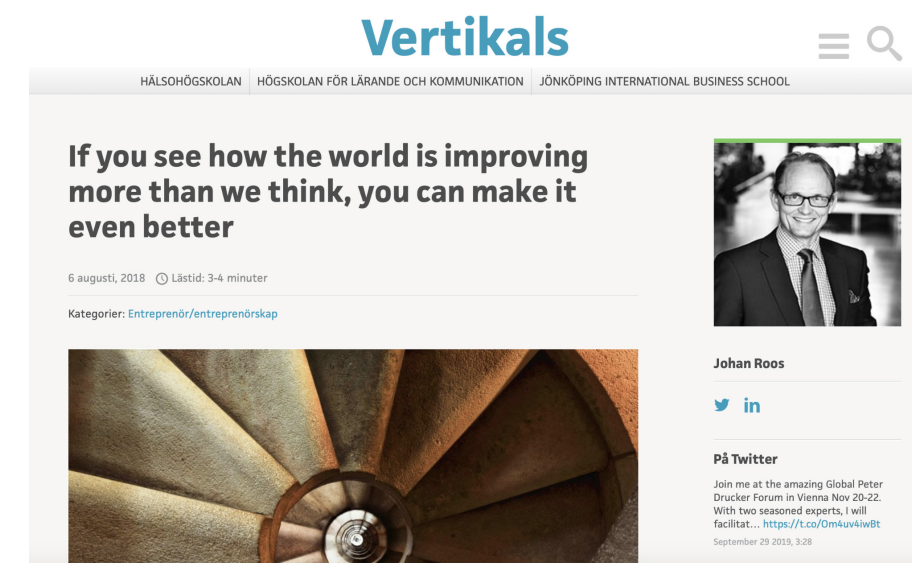 Vertikals
HÄLSOHÖGSKOLAN
HÖGSKOLAN FÖR LÄRANDE OCH KOMMUNIKATION
JÖNKÖPING INTERNATIONAL BUSINESS SCHOOL
If you see how the world is improving
more than we think, you can make it
even better
6 augusti, 2018 Lästid: 3-4 minuter
Kategorier: Entreprenör/entreprenörskap
Johan Roos
in
På Twitter
Join me at the amazing Global Peter
Drucker Forum in Vienna Nov 20-22.
With two seasoned experts, I will
facilitat... https://t.co/Om4uv4iwBt
September 29 2019, 3:28